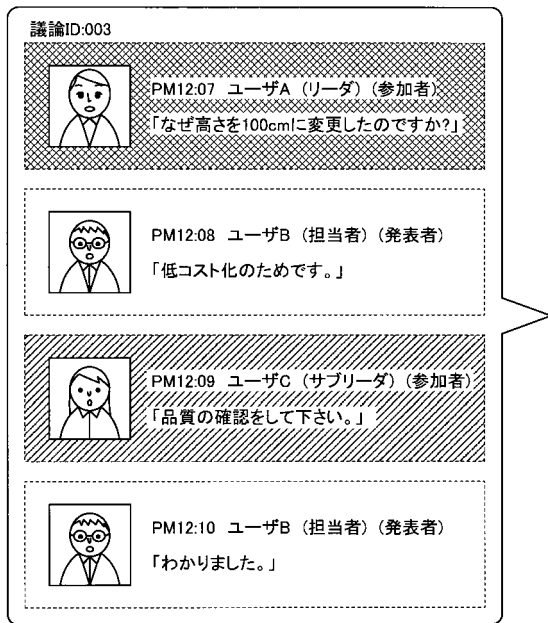 議論ID:003
PM12:07 ユーザA (リーダ) (参加者)
「なぜ高さを100cmに変更したのですか?」
PM12:08 ユーザB (担当者) (発表者)
「低コスト化のためです。」
PM12:09 ユーザC (サブリーダ) (参加者)
「品質の確認をして下さい。」
PM12:10 ユーザB (担当者) (発表者)
「わかりました。」